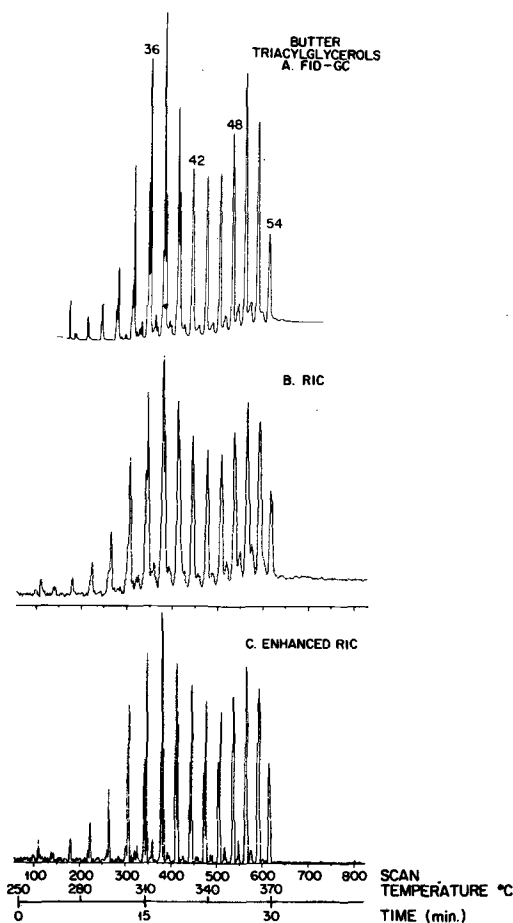 BUTTER
TRIACYLGLYCEROLS
A. FID-GC
36
42
48
54
B. RIC
C. ENHANCED RIC
100 200 300 400 500 600 700 800 SCAN
250 280 340 340 370 TEMPERATURE °C
0 15 30 TIME (min.)